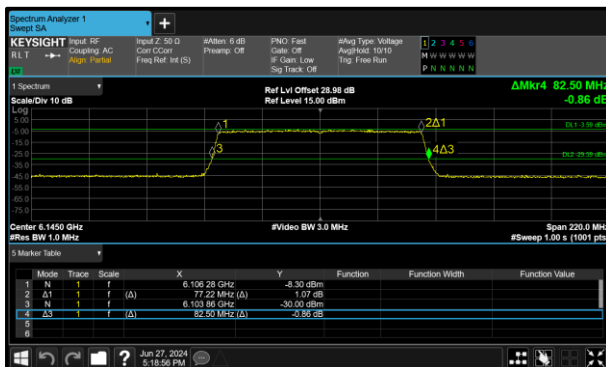 Spectrum Analyzer 1
Swept SA
KEYSIGHT Input: RF Input Z: 50 Ω #Atten: 6 dB PNO: Fast #Avg Type: Voltage 1 2 3 4 5 6
RLT Coupling: AC Corr CCorr Preamp: Off Gate: Off Avg|Hold: 10/10 M W W W W W
Align: Partial Freq Ref: Int (S) IF Gain: Low Trig: Free Run P N N N N N
Sig Track: Off
1 Spectrum Ref Lvl Offset 28.98 dB ΔMkr4 82.50 MHz
Scale/Div 10 dB Ref Level 15.00 dBm -0.86 dB
Log
5.00
-5.00
-15.0
-25.0
-35.0
-45.0
-55.0
-65.0
-75.0
1
2Δ1
DL1 -3.59 dBm
3
4Δ3
DL2 -29.59 dBm
Center 6.1450 GHz #Video BW 3.0 MHz Span 220.0 MHz
#Res BW 1.0 MHz #Sweep 1.00 s (1001 pts)
5 Marker Table
Mode Trace Scale X Y Function Function Width Function Value
1 N 1 f 6.106 28 GHz -8.30 dBm
2 Δ1 1 f (Δ) 77.22 MHz (Δ) 1.07 dB
3 N 1 f 6.103 86 GHz -30.00 dBm
4 Δ3 1 f (Δ) 82.50 MHz (Δ) -0.86 dB
5
6
? Jun 27, 2024
5:18:56 PM